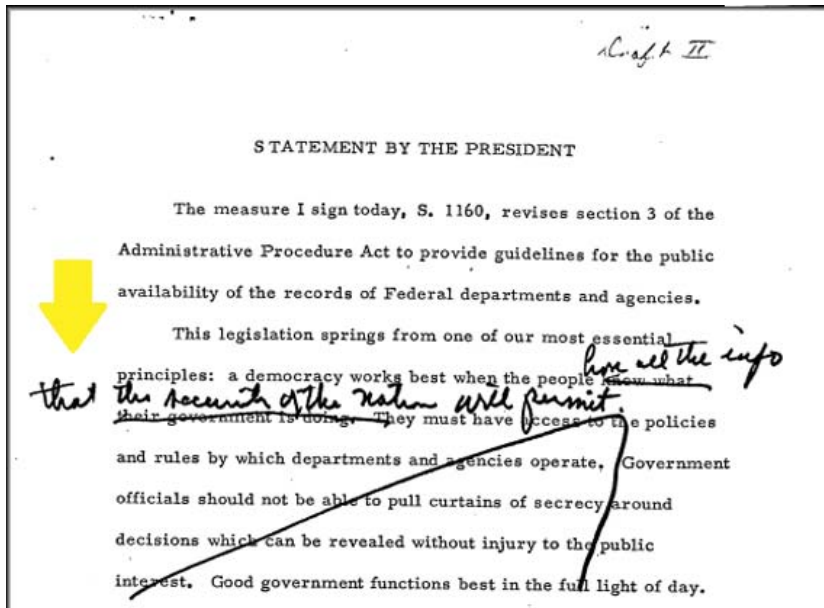 Draft II
STATEMENT BY THE PRESIDENT
The measure I sign today, S. 1160, revises section 3 of the
Administrative Procedure Act to provide guidelines for the public
availability of the records of Federal departments and agencies.
This legislation springs from one of our most essential
have all the info
principles: a democracy works best when the people know what
that the security of the nation will permit.
their government is doing. They must have access to the policies
and rules by which departments and agencies operate. Government
officials should not be able to pull curtains of secrecy around
decisions which can be revealed without injury to the public
interest. Good government functions best in the full light of day.